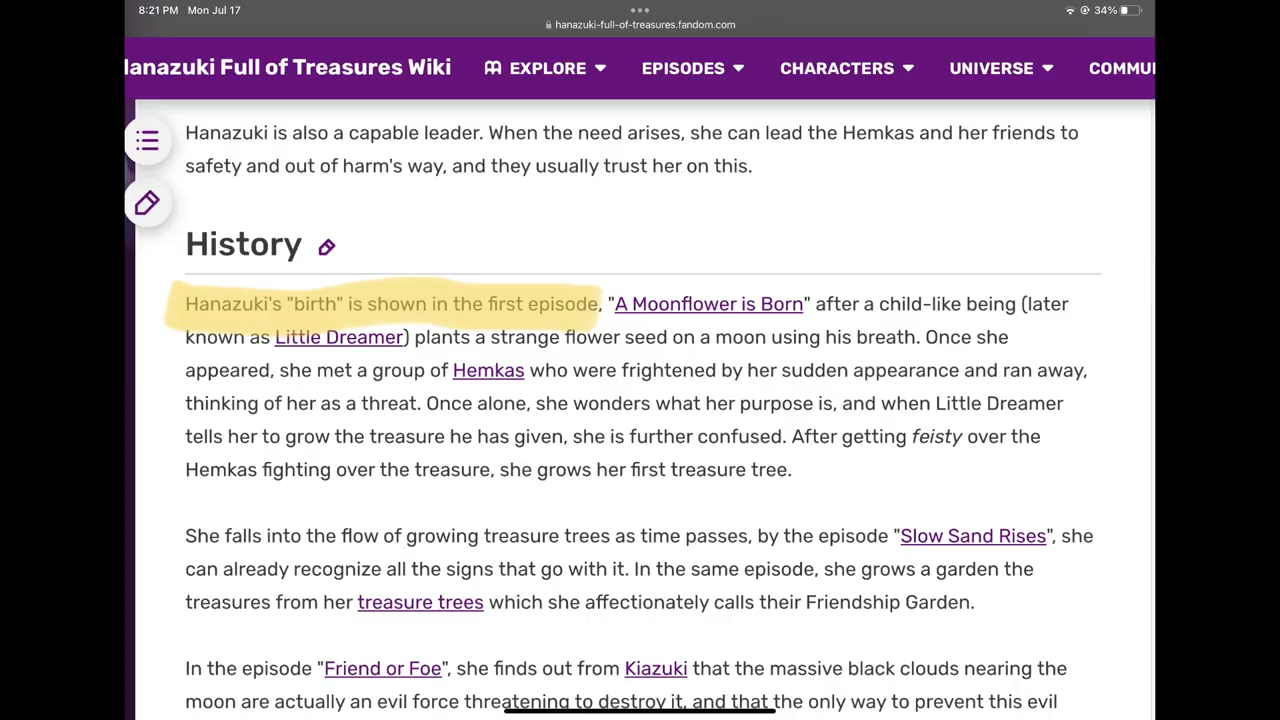 8:21 PM Mon Jul 17
34%
hanazuki-full-of-treasures.fandom.com
Hanazuki Full of Treasures Wiki EXPLORE EPISODES CHARACTERS UNIVERSE COMMU
Hanazuki is also a capable leader. When the need arises, she can lead the Hemkas and her friends to
safety and out of harm's way, and they usually trust her on this.
History
Hanazuki's "birth" is shown in the first episode, "A Moonflower is Born" after a child-like being (later
known as Little Dreamer) plants a strange flower seed on a moon using his breath. Once she
appeared, she met a group of Hemkas who were frightened by her sudden appearance and ran away,
thinking of her as a threat. Once alone, she wonders what her purpose is, and when Little Dreamer
tells her to grow the treasure he has given, she is further confused. After getting feisty over the
Hemkas fighting over the treasure, she grows her first treasure tree.
She falls into the flow of growing treasure trees as time passes, by the episode "Slow Sand Rises", she
can already recognize all the signs that go with it. In the same episode, she grows a garden the
treasures from her treasure trees which she affectionately calls their Friendship Garden.
In the episode "Friend or Foe", she finds out from Kiazuki that the massive black clouds nearing the
moon are actually an evil force threatening to destroy it, and that the only way to prevent this evil